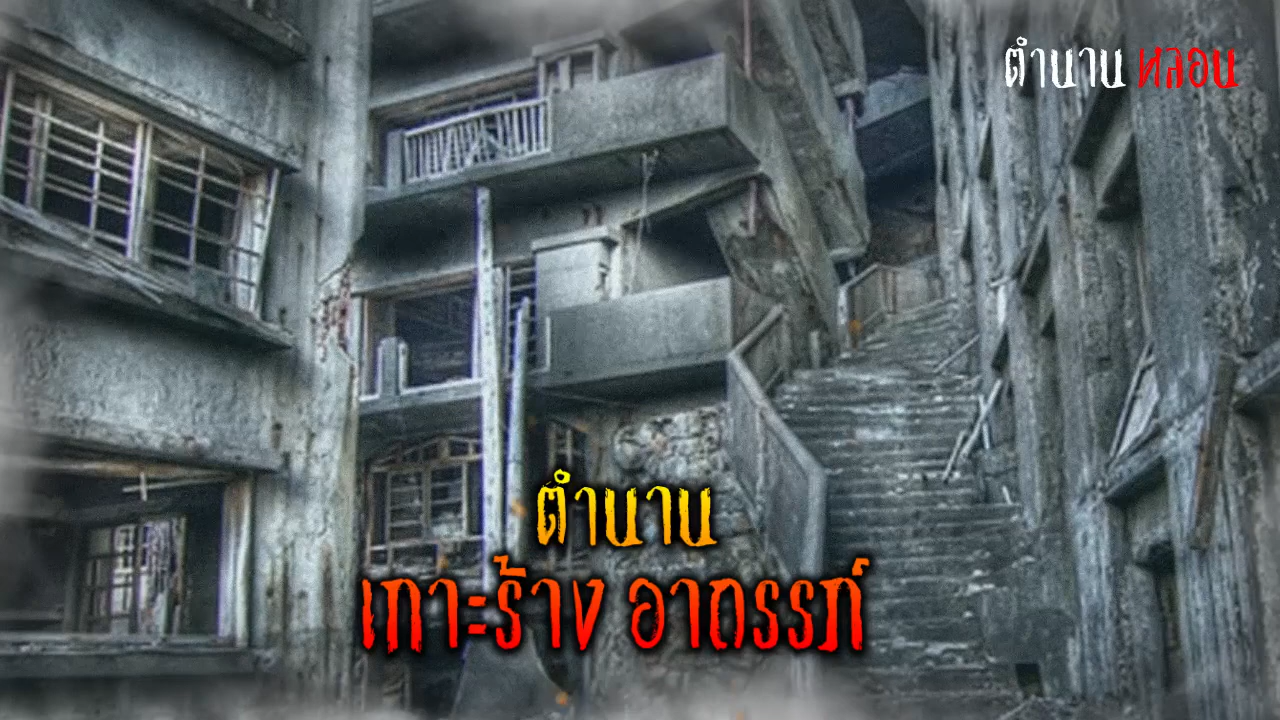 ตำนาน หลอน
ตำนาน
เกาะร้าง อาถรรภ์